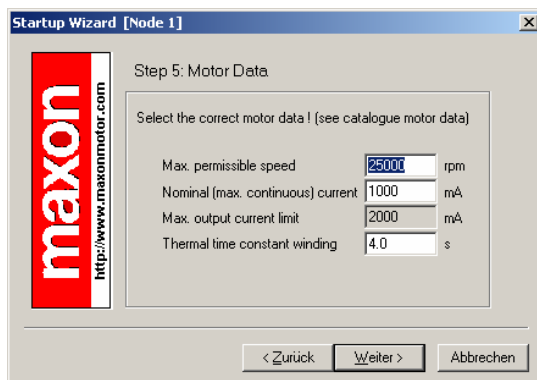 Startup Wizard [Node 1]
maxon
http://www.maxonmotor.com
Step 5: Motor Data
Select the correct motor data ! (see catalogue motor data)
Max. permissible speed 25000 rpm
Nominal (max. continuous) current 1000 mA
Max. output current limit 2000 mA
Thermal time constant winding 4.0 s
< Zurück Weiter > Abbrechen